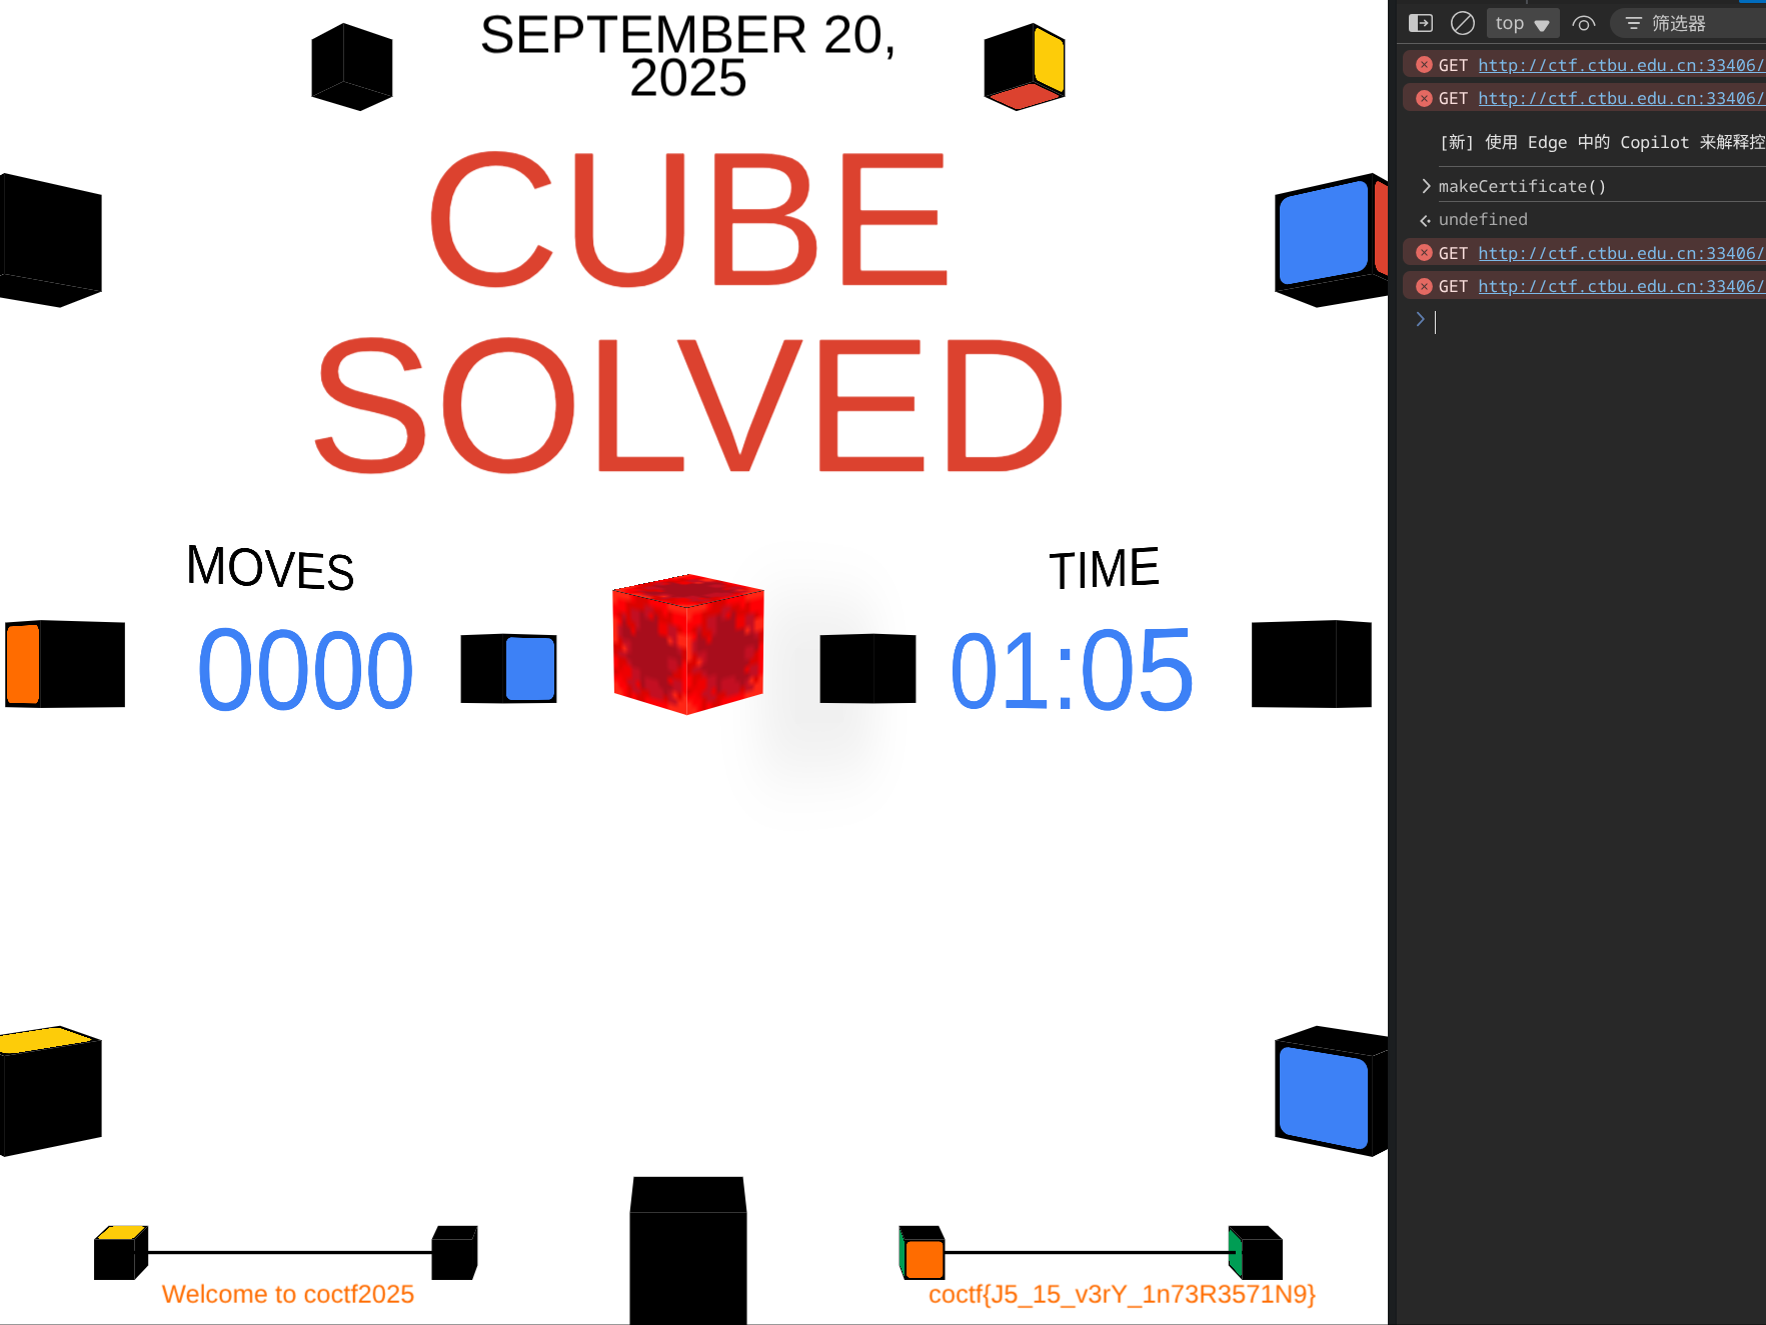 SEPTEMBER 20,
2025
CUBE
SOLVED
MOVES
TIME
0000
01:05
Welcome to coctf2025
coctf{J5_15_v3rY_1n73R3571N9}
top
筛选器
GET http://ctf.ctbu.edu.cn:33406/
GET http://ctf.ctbu.edu.cn:33406/
[新] 使用 Edge 中的 Copilot 来解释控
makeCertificate()
undefined
GET http://ctf.ctbu.edu.cn:33406/
GET http://ctf.ctbu.edu.cn:33406/